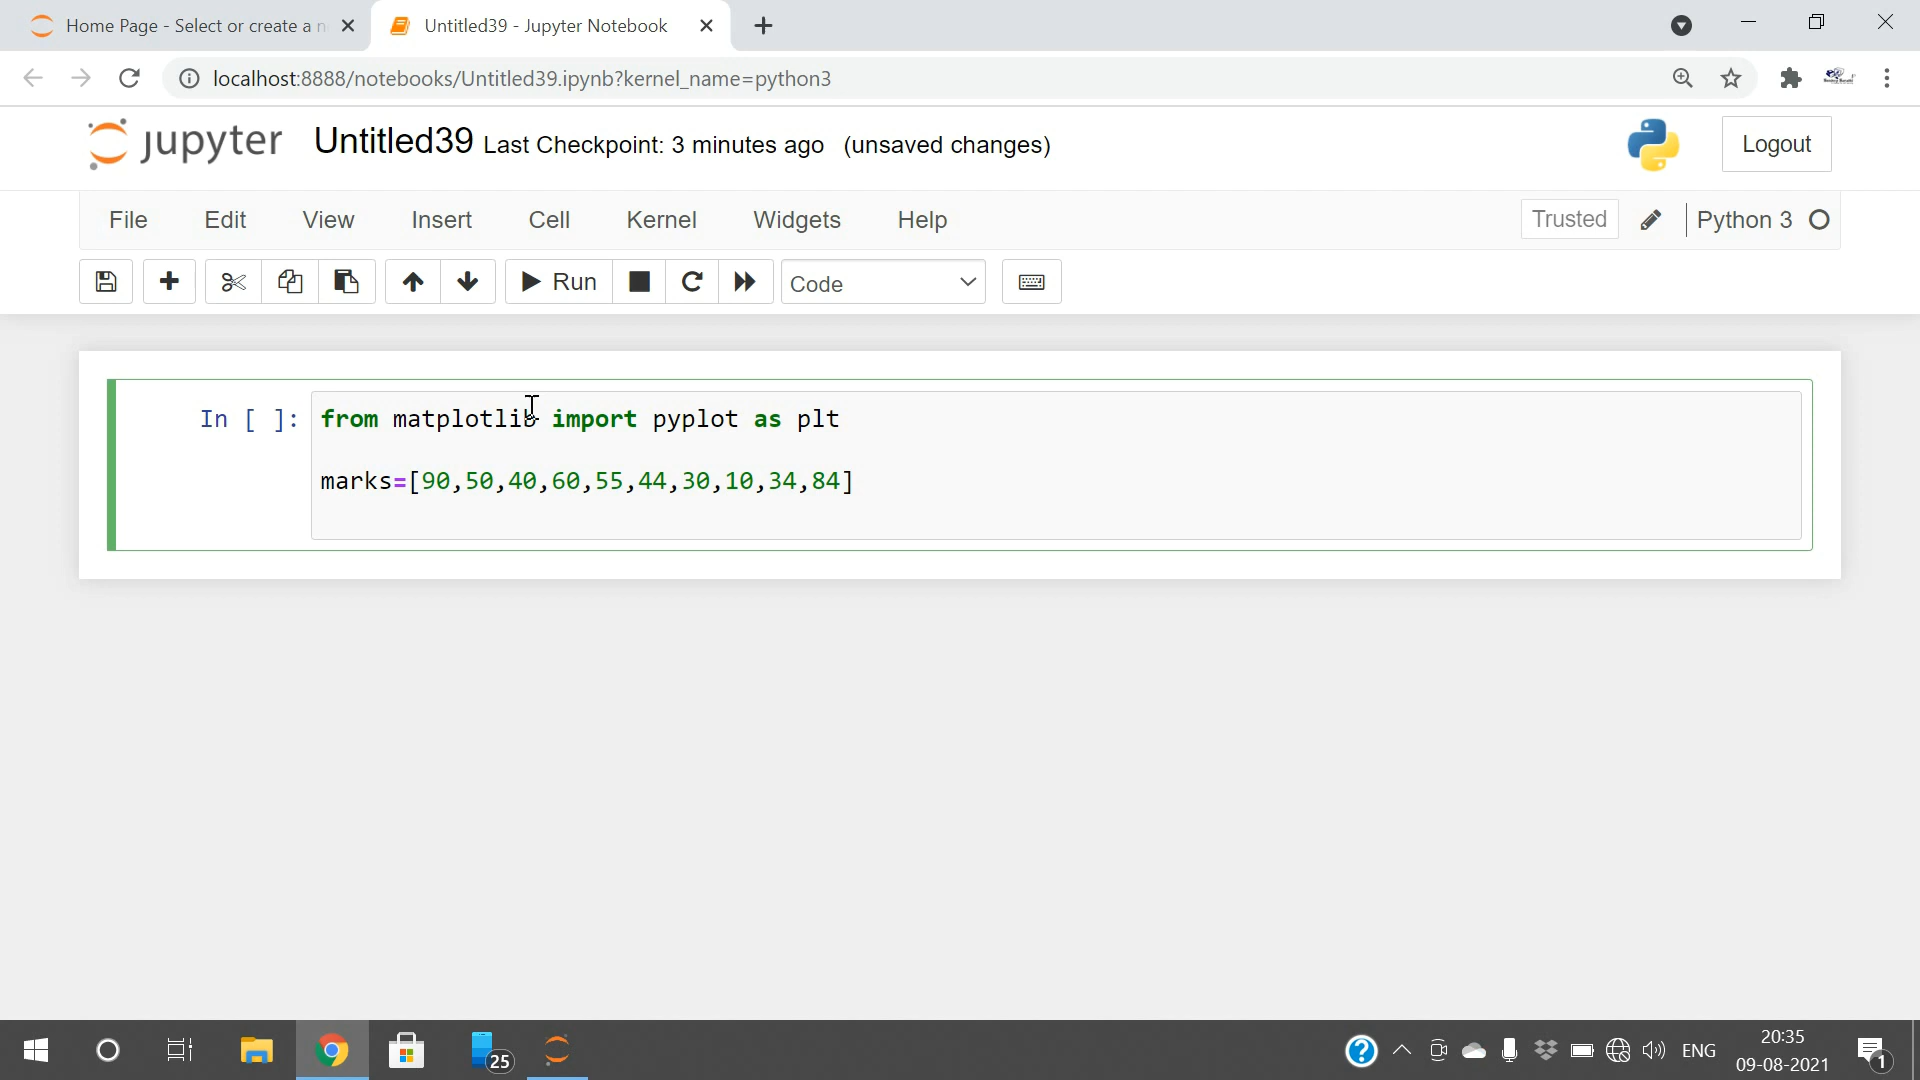 Home Page - Select or create a n
Untitled39 - Jupyter Notebook
localhost:8888/notebooks/Untitled39.ipynb?kernel_name=python3
jupyter Untitled39 Last Checkpoint: 3 minutes ago (unsaved changes)
Logout
File Edit View Insert Cell Kernel Widgets Help
Trusted
Python 3
Run
Code
In [ ]: from matplotlib import pyplot as plt
marks=[90,50,40,60,55,44,30,10,34,84]
25
?
ENG
20:35
09-08-2021
1